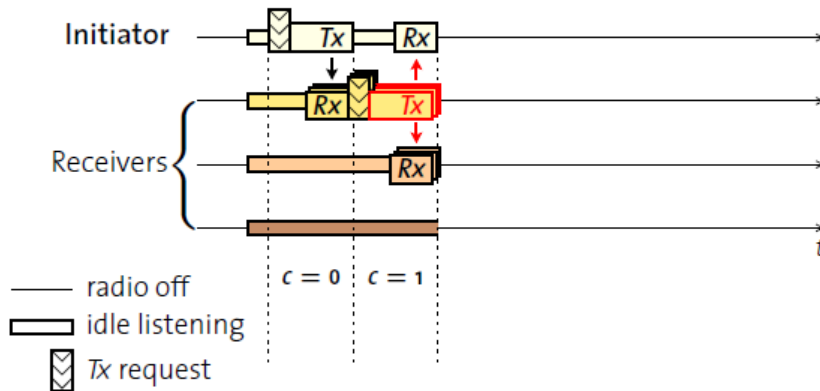 Initiator
Tx
Rx
Rx
Tx
Receivers
Rx
t
c = 0
c = 1
radio off
idle listening
Tx request